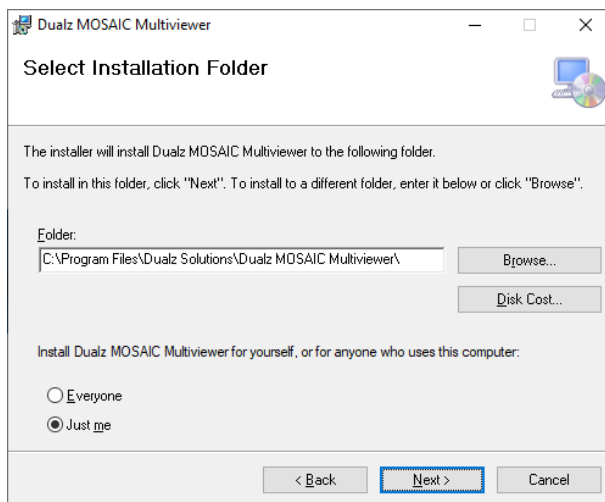 Dualz MOSAIC Multiviewer
Select Installation Folder
The installer will install Dualz MOSAIC Multiviewer to the following folder.
To install in this folder, click "Next". To install to a different folder, enter it below or click "Browse".
Folder:
C:\Program Files\Dualz Solutions\Dualz MOSAIC Multiviewer\
Browse...
Disk Cost...
Install Dualz MOSAIC Multiviewer for yourself, or for anyone who uses this computer:
Everyone
Just me
< Back Next > Cancel